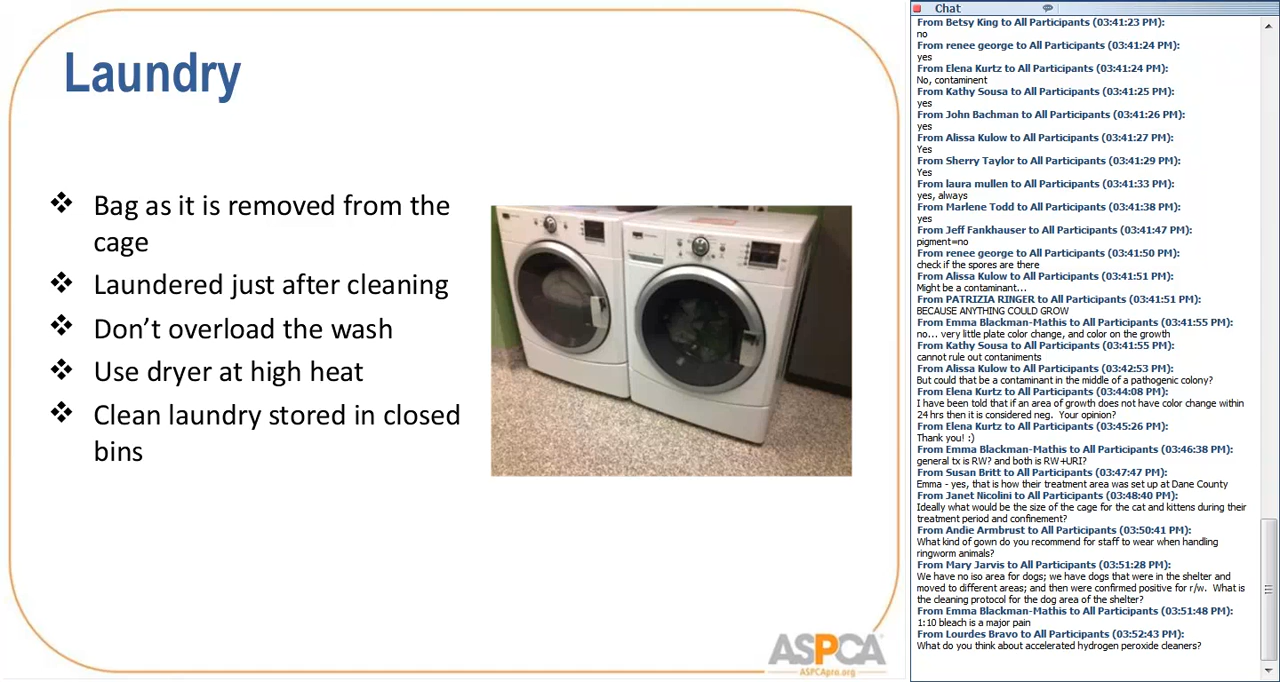 Laundry
Bag as it is removed from the
cage
Laundered just after cleaning
Don't overload the wash
Use dryer at high heat
Clean laundry stored in closed
bins
ASPCA
ASPCApro.org
Chat
From Betsy King to All Participants (03:41:23 PM):
no
From renee george to All Participants (03:41:24 PM):
yes
From Elena Kurtz to All Participants (03:41:24 PM):
No, contaminent
From Kathy Sousa to All Participants (03:41:25 PM):
yes
From John Bachman to All Participants (03:41:26 PM):
yes
From Alissa Kulow to All Participants (03:41:27 PM):
Yes
From Sherry Taylor to All Participants (03:41:29 PM):
Yes
From laura mullen to All Participants (03:41:33 PM):
yes, always
From Marlene Todd to All Participants (03:41:38 PM):
yes
From Jeff Fankhauser to All Participants (03:41:47 PM):
pigment=no
From renee george to All Participants (03:41:50 PM):
check if the spores are there
From Alissa Kulow to All Participants (03:41:51 PM):
Might be a contaminant...
From PATRIZIA RINGER to All Participants (03:41:51 PM):
BECAUSE ANYTHING COULD GROW
From Emma Blackman-Mathis to All Participants (03:41:55 PM):
no... very little plate color change, and color on the growth
From Kathy Sousa to All Participants (03:41:55 PM):
cannot rule out contaniments
From Alissa Kulow to All Participants (03:42:53 PM):
But could that be a contaminant in the middle of a pathogenic colony?
From Elena Kurtz to All Participants (03:44:08 PM):
I have been told that if an area of growth does not have color change within
24 hrs then it is considered neg.  Your opinion?
From Elena Kurtz to All Participants (03:45:26 PM):
Thank you! :)
From Emma Blackman-Mathis to All Participants (03:46:38 PM):
general tx is RW? and both is RW+URI?
From Susan Britt to All Participants (03:47:47 PM):
Emma - yes, that is how their treatment area was set up at Dane County
From Janet Nicolini to All Participants (03:48:40 PM):
Ideally what would be the size of the cage for the cat and kittens during their
treatment period and confinement?
From Andie Armbrust to All Participants (03:50:41 PM):
What kind of gown do you recommend for staff to wear when handling
ringworm animals?
From Mary Jarvis to All Participants (03:51:28 PM):
We have no iso area for dogs; we have dogs that were in the shelter and
moved to different areas; and then were confirmed positive for r/w.  What is
the cleaning protocol for the dog area of the shelter?
From Emma Blackman-Mathis to All Participants (03:51:48 PM):
1:10 bleach is a major pain
From Lourdes Bravo to All Participants (03:52:43 PM):
What do you think about accelerated hydrogen peroxide cleaners?